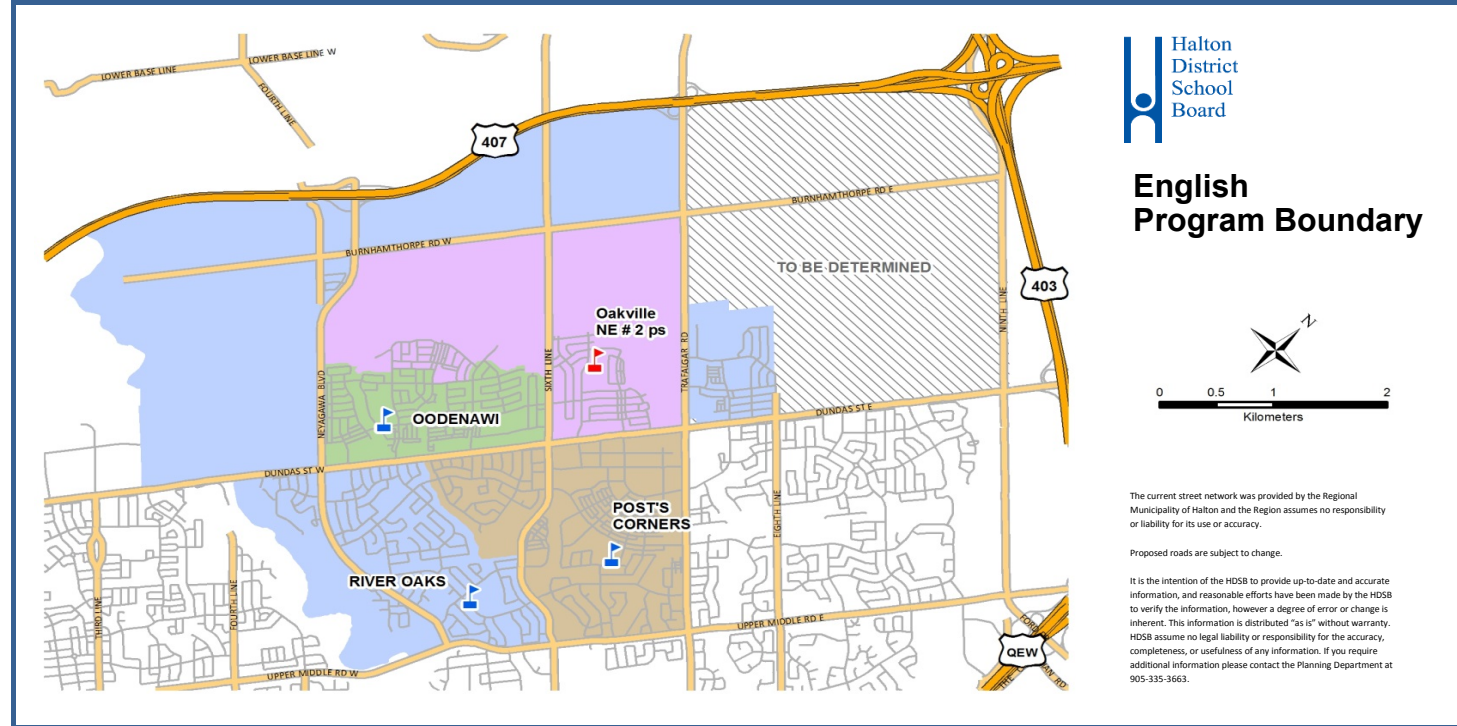 LOWER BASE LINE
LOWER BASE LINE W
FOURTH LINE
407
BURNHAMTHORPE RD W
BURNHAMTHORPE RD E
TO BE DETERMINED
403
NINTH LINE
Oakville
NE # 2 ps
NEYAGAWA BLVD
SIXTH LINE
TRAFALGAR RD
OODENAWI
DUNDAS ST E
DUNDAS ST W
POST'S
CORNERS
EIGHTH LINE
RIVER OAKS
THIRD LINE
FOURTH LINE
UPPER MIDDLE RD E
UPPER MIDDLE RD W
QEW
Halton
District
School
Board
English
Program Boundary
N
0 0.5 1 2
Kilometers
The current street network was provided by the Regional
Municipality of Halton and the Region assumes no responsibility
or liability for its use or accuracy.
Proposed roads are subject to change.
It is the intention of the HDSB to provide up-to-date and accurate
information, and reasonable efforts have been made by the HDSB
to verify the information, however a degree of error or change is
inherent. This information is distributed "as is" without warranty.
HDSB assume no legal liability or responsibility for the accuracy,
completeness, or usefulness of any information. If you require
additional information please contact the Planning Department at
905-335-3663.